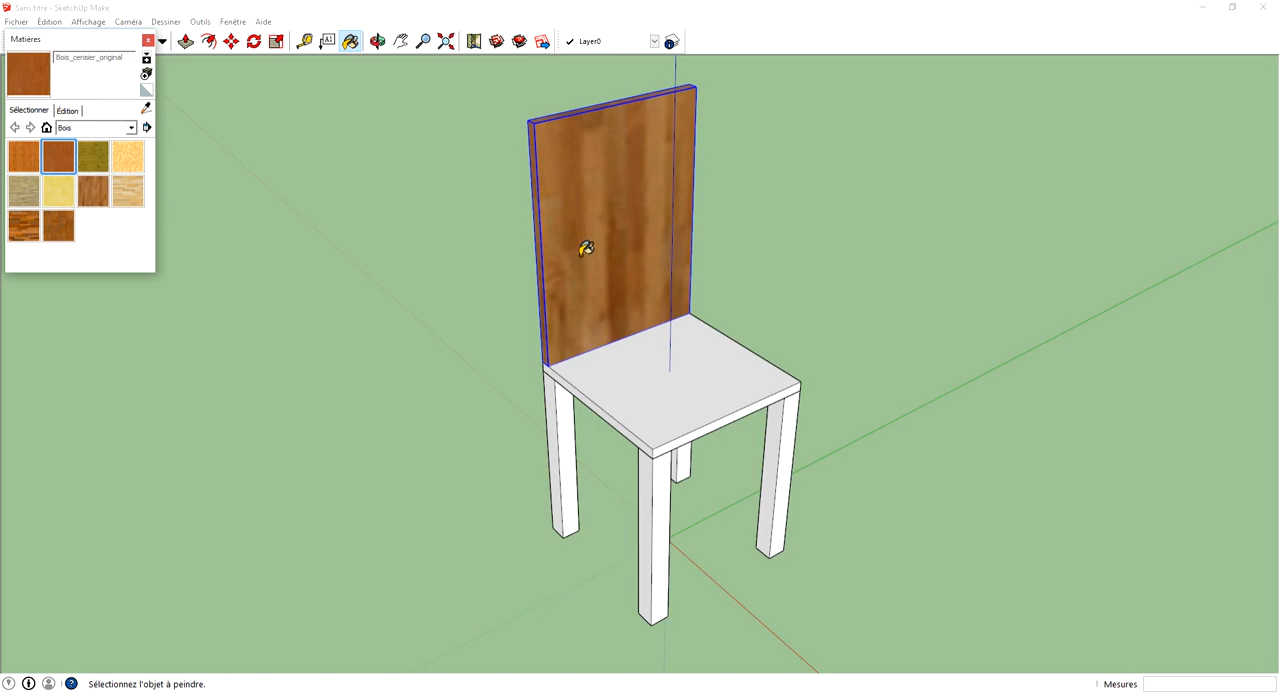 Sans titre - SketchUp Make
Fichier Édition Affichage Caméra Dessiner Outils Fenêtre Aide
Matières x
A1
Layer0
Bois_cerisier_original
Sélectionner Édition
Bois
? Sélectionnez l'objet à peindre. Mesures